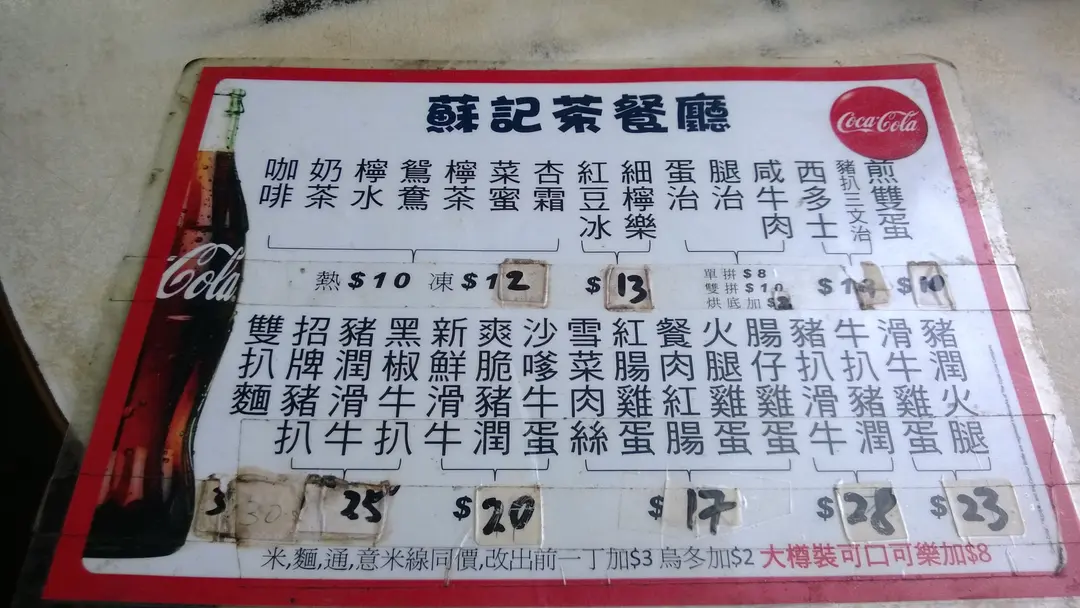 蘇記茶餐廳
Coca-Cola
Cola
咖啡
奶茶
檸水
鴛鴦
檸茶
菜蜜
杏霜
紅豆冰
細檸樂
蛋治
腿治
咸牛肉
西多士
豬扒三文治
煎雙蛋
熱$10 凍$12
$13
單拼$8
雙拼$10
烘底加$
$1
$10
雙扒麵
招牌豬扒
豬潤滑牛
黑椒牛扒
新鮮滑牛
爽脆豬潤
沙嗲牛蛋
雪菜肉絲
紅腸雞蛋
餐肉紅腸
火腿雞蛋
腸仔雞蛋
豬扒滑牛
牛扒豬潤
滑牛雞蛋
豬潤火腿
30
25
$20
$17
$28
$23
米,麵,通,意米線同價,改出前一丁加$3 烏冬加$2 大樽裝可口可樂加$8